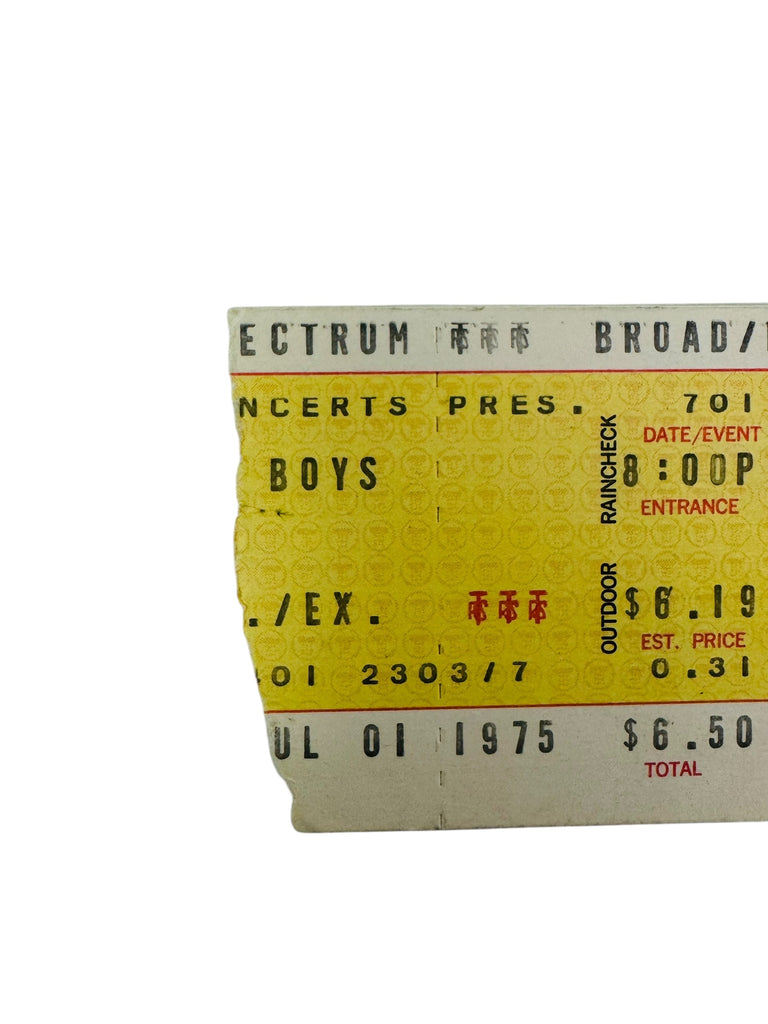 ECTRUM BROAD/
NCERTS PRES. 701
DATE/EVENT
BOYS 8:00P
ENTRANCE
OUTDOOR RAINCHECK
./EX. $6.19
EST. PRICE
401 2303/7 0.31
UL 01 1975 $6.50
TOTAL